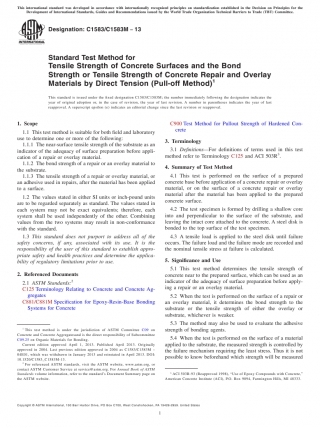 This international standard was developed in accordance with internationally recognized principles on standardization established in the Decision on Principles for the
Development of International Standards, Guides and Recommendations issued by the World Trade Organization Technical Barriers to Trade (TBT) Committee.
Designation: C1583/C1583M − 13
INTERNATIONAL
Standard Test Method for
Tensile Strength of Concrete Surfaces and the Bond
Strength or Tensile Strength of Concrete Repair and Overlay
Materials by Direct Tension (Pull-off Method)1
This standard is issued under the fixed designation C1583/C1583M; the number immediately following the designation indicates the
year of original adoption or, in the case of revision, the year of last revision. A number in parentheses indicates the year of last
reapproval. A superscript epsilon (ε) indicates an editorial change since the last revision or reapproval.
1. Scope
1.1 This test method is suitable for both field and laboratory
use to determine one or more of the following:
1.1.1 The near-surface tensile strength of the substrate as an
indicator of the adequacy of surface preparation before appli-
cation of a repair or overlay material.
1.1.2 The bond strength of a repair or an overlay material to
the substrate.
1.1.3 The tensile strength of a repair or overlay material, or
an adhesive used in repairs, after the material has been applied
to a surface.
1.2 The values stated in either SI units or inch-pound units
are to be regarded separately as standard. The values stated in
each system may not be exact equivalents; therefore, each
system shall be used independently of the other. Combining
values from the two systems may result in non-conformance
with the standard.
1.3 This standard does not purport to address all of the
safety concerns, if any, associated with its use. It is the
responsibility of the user of this standard to establish appro-
priate safety and health practices and determine the applica-
bility of regulatory limitations prior to use.
2. Referenced Documents
2.1 ASTM Standards:2
C125 Terminology Relating to Concrete and Concrete Ag-
gregates
C881/C881M Specification for Epoxy-Resin-Base Bonding
Systems for Concrete
1 This test method is under the jurisdiction of ASTM Committee C09 on
Concrete and Concrete Aggregates and is the direct responsibility of Subcommittee
C09.25 on Organic Materials for Bonding.
Current edition approved April 1, 2013. Published April 2013. Originally
2 For referenced ASTM standards, visit the ASTM website, www.astm.org, or
contact ASTM Customer Service at service@astm.org. For Annual Book of ASTM
Standards volume information, refer to the standard's Document Summary page on
the ASTM website.
C900 Test Method for Pullout Strength of Hardened Con-
crete
3. Terminology
3.1 Definitions—For definitions of terms used in this test
method refer to Terminology C125 and ACI 503R3.
4. Summary of Test Method
4.1 This test is performed on the surface of a prepared
concrete base before application of a concrete repair or overlay
material, or on the surface of a concrete repair or overlay
material after the material has been applied to the prepared
concrete surface.
4.2 The test specimen is formed by drilling a shallow core
into and perpendicular to the surface of the substrate, and
leaving the intact core attached to the concrete. A steel disk is
bonded to the top surface of the test specimen.
4.3 A tensile load is applied to the steel disk until failure
occurs. The failure load and the failure mode are recorded and
the nominal tensile stress at failure is calculated.
5. Significance and Use
5.1 This test method determines the tensile strength of
concrete near to the prepared surface, which can be used as an
indicator of the adequacy of surface preparation before apply-
ing a repair or an overlay material.
5.2 When the test is performed on the surface of a repair or
an overlay material, it determines the bond strength to the
substrate or the tensile strength of either the overlay or
substrate, whichever is weaker.
5.3 The method may also be used to evaluate the adhesive
strength of bonding agents.
5.4 When the test is performed on the surface of a material
applied to the substrate, the measured strength is controlled by
the failure mechanism requiring the least stress. Thus it is not
possible to know beforehand which strength will be measured
3 ACI 503R-93 (Reapproved 1998), "Use of Epoxy Compounds with Concrete,"
American Concrete Institute (ACI), P.O. Box 9094, Farmington Hills, MI 48333.
Copyright © ASTM International, 100 Barr Harbor Drive, PO Box C700, West Conshohocken, PA 19428-2959. United States
1